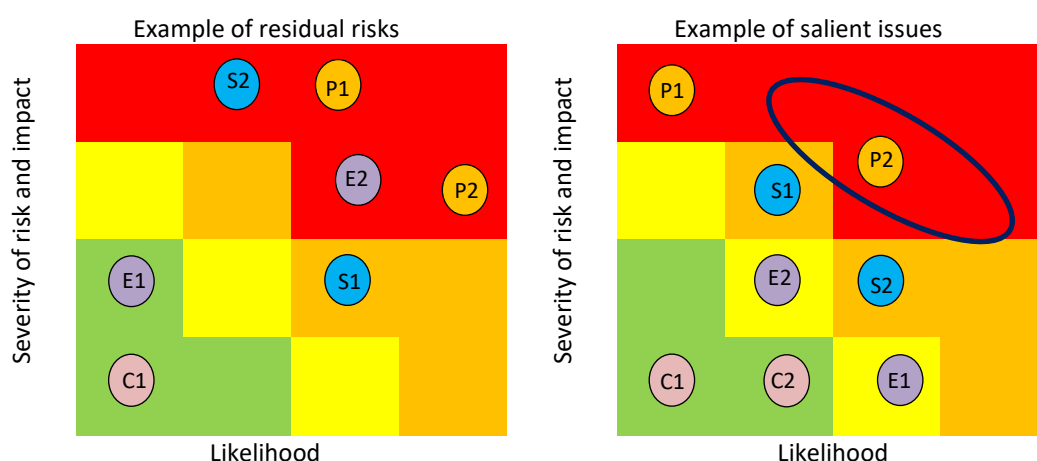 Example of residual risks
Severity of risk and impact
S2
P1
E2
P2
E1
S1
C1
Likelihood
Example of salient issues
Severity of risk and impact
P1
P2
S1
E2
S2
C1
C2
E1
Likelihood